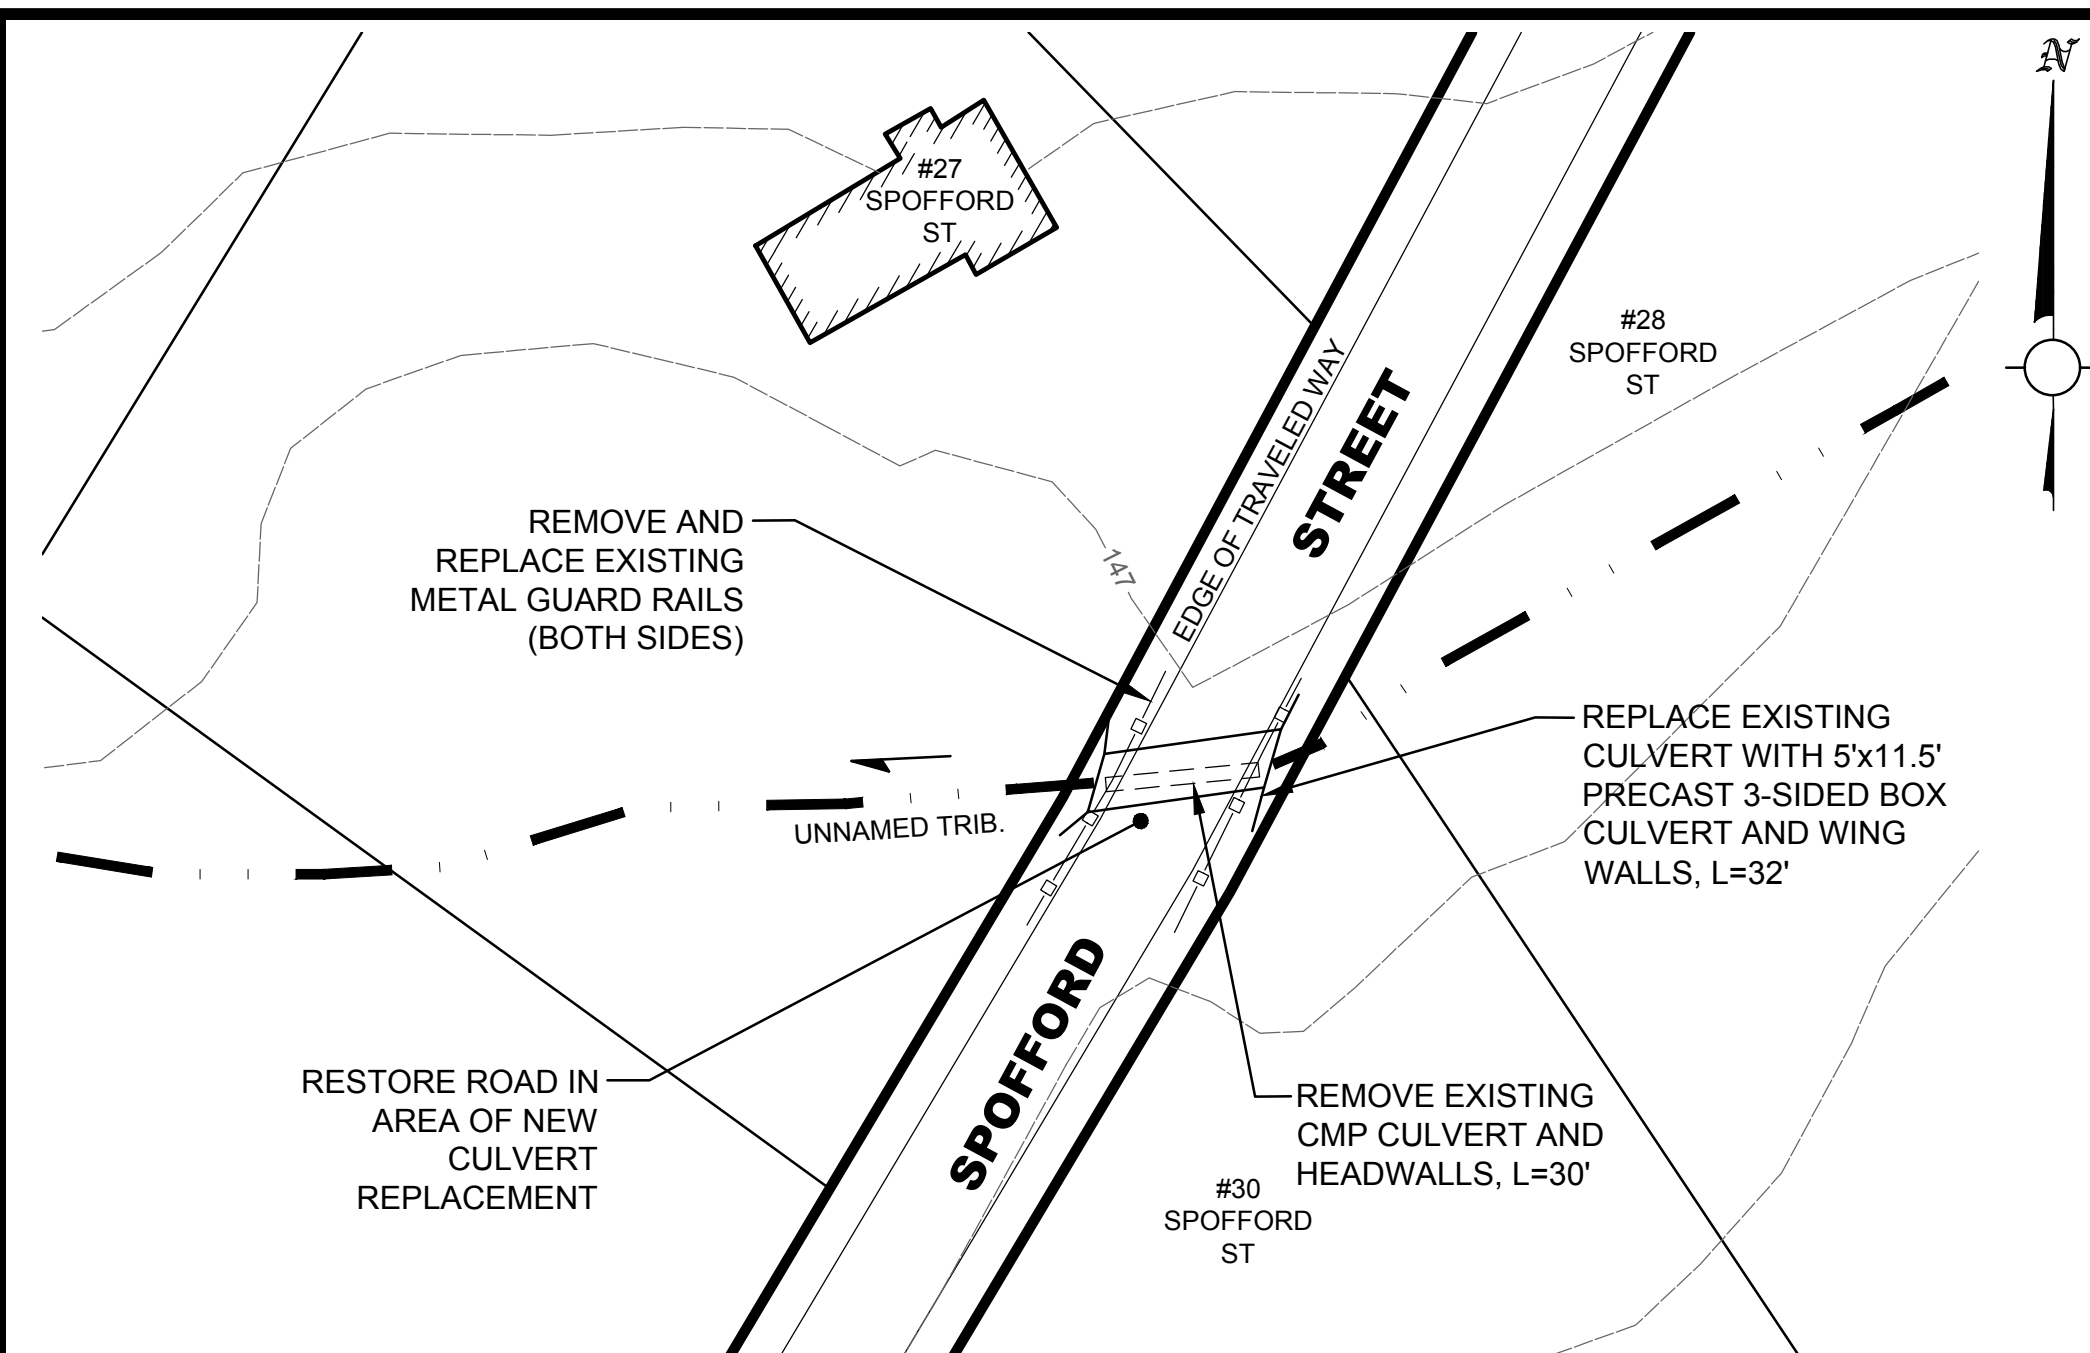 N
#27
SPOFFORD
ST
#28
SPOFFORD
ST
EDGE OF TRAVELED WAY
STREET
REMOVE AND
REPLACE EXISTING
METAL GUARD RAILS
(BOTH SIDES)
147
REPLACE EXISTING
CULVERT WITH 5'x11.5'
PRECAST 3-SIDED BOX
CULVERT AND WING
WALLS, L=32'
UNNAMED TRIB.
SPOFFORD
RESTORE ROAD IN
AREA OF NEW
CULVERT
REPLACEMENT
REMOVE EXISTING
CMP CULVERT AND
HEADWALLS, L=30'
#30
SPOFFORD
ST